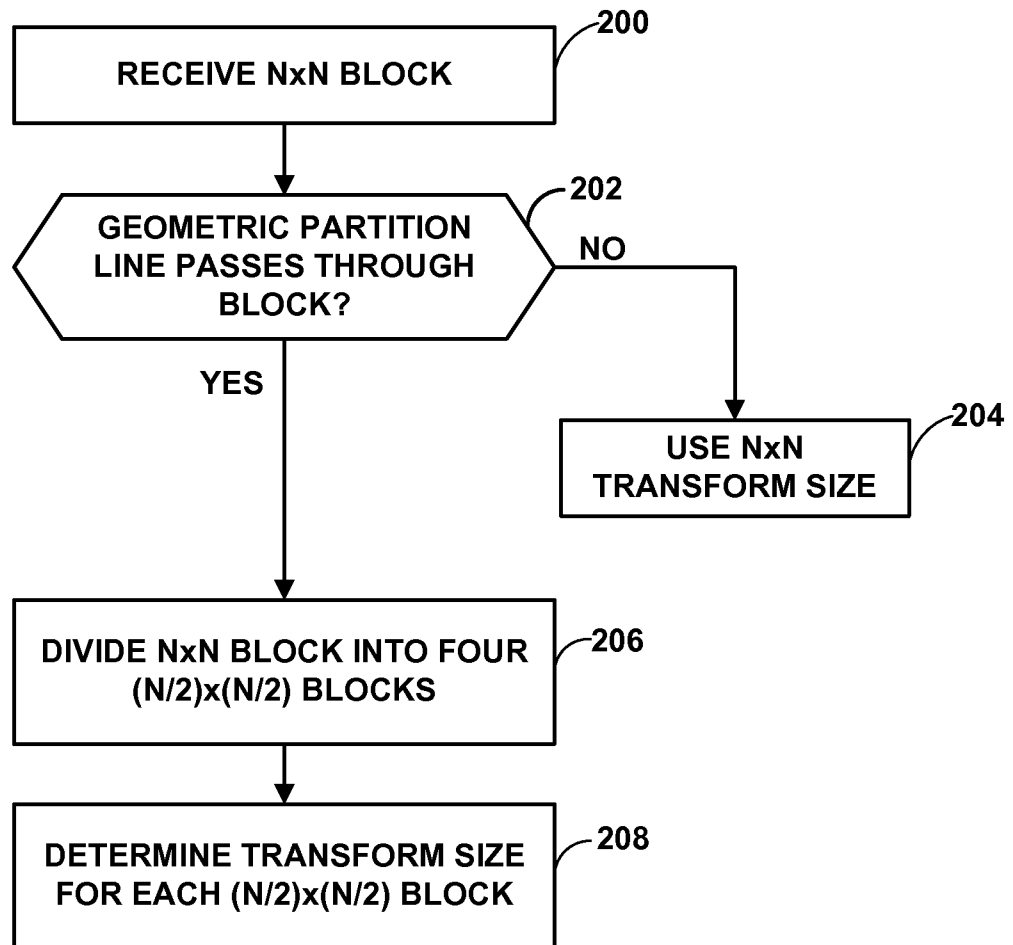 200
RECEIVE NxN BLOCK
202
GEOMETRIC PARTITION
LINE PASSES THROUGH
BLOCK?
NO
YES
204
USE NxN
TRANSFORM SIZE
206
DIVIDE NxN BLOCK INTO FOUR
(N/2)x(N/2) BLOCKS
208
DETERMINE TRANSFORM SIZE
FOR EACH (N/2)x(N/2) BLOCK